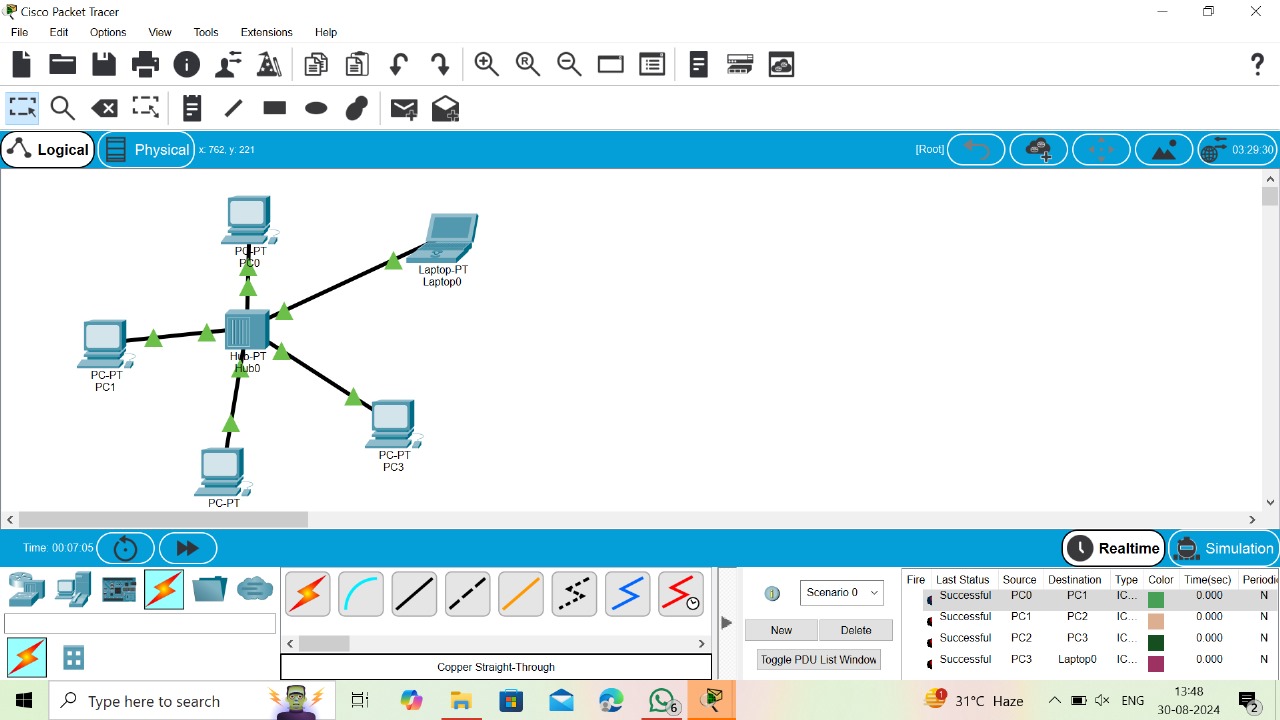 Cisco Packet Tracer
File Edit Options View Tools Extensions Help
Logical Physical x: 762, y: 221 [Root] 03:29:30
PC-PT
PC0
Laptop-PT
Laptop0
Hub-PT
Hub0
PC-PT
PC1
PC-PT
PC3
PC-PT
Time: 00:07:05 Realtime Simulation
Scenario 0
New Delete
Toggle PDU List Window
Fire Last Status Source Destination Type Color Time(sec) Periodi
Successful PC0 PC1 IC... 0.000 N
Successful PC1 PC2 IC... 0.000 N
Successful PC2 PC3 IC... 0.000 N
Successful PC3 Laptop0 IC... 0.000 N
Copper Straight-Through
Type here to search
6
1
31°C Haze
ENG
13:48
30-08-2024
2